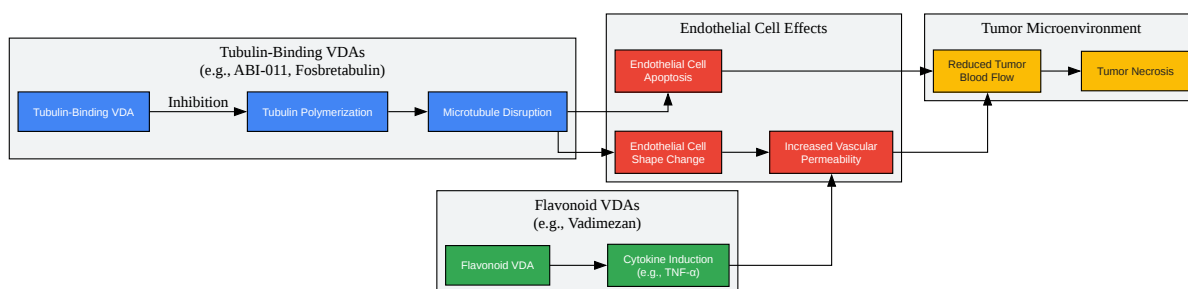 Tubulin-Binding VDAs
(e.g., ABI-011, Fosbretabulin)
Tubulin-Binding VDA
Inhibition
Tubulin Polymerization
Microtubule Disruption
Endothelial Cell Effects
Endothelial Cell
Apoptosis
Endothelial Cell
Shape Change
Increased Vascular
Permeability
Tumor Microenvironment
Reduced Tumor
Blood Flow
Tumor Necrosis
Flavonoid VDAs
(e.g., Vadimezan)
Flavonoid VDA
Cytokine Induction
(e.g., TNF-α)